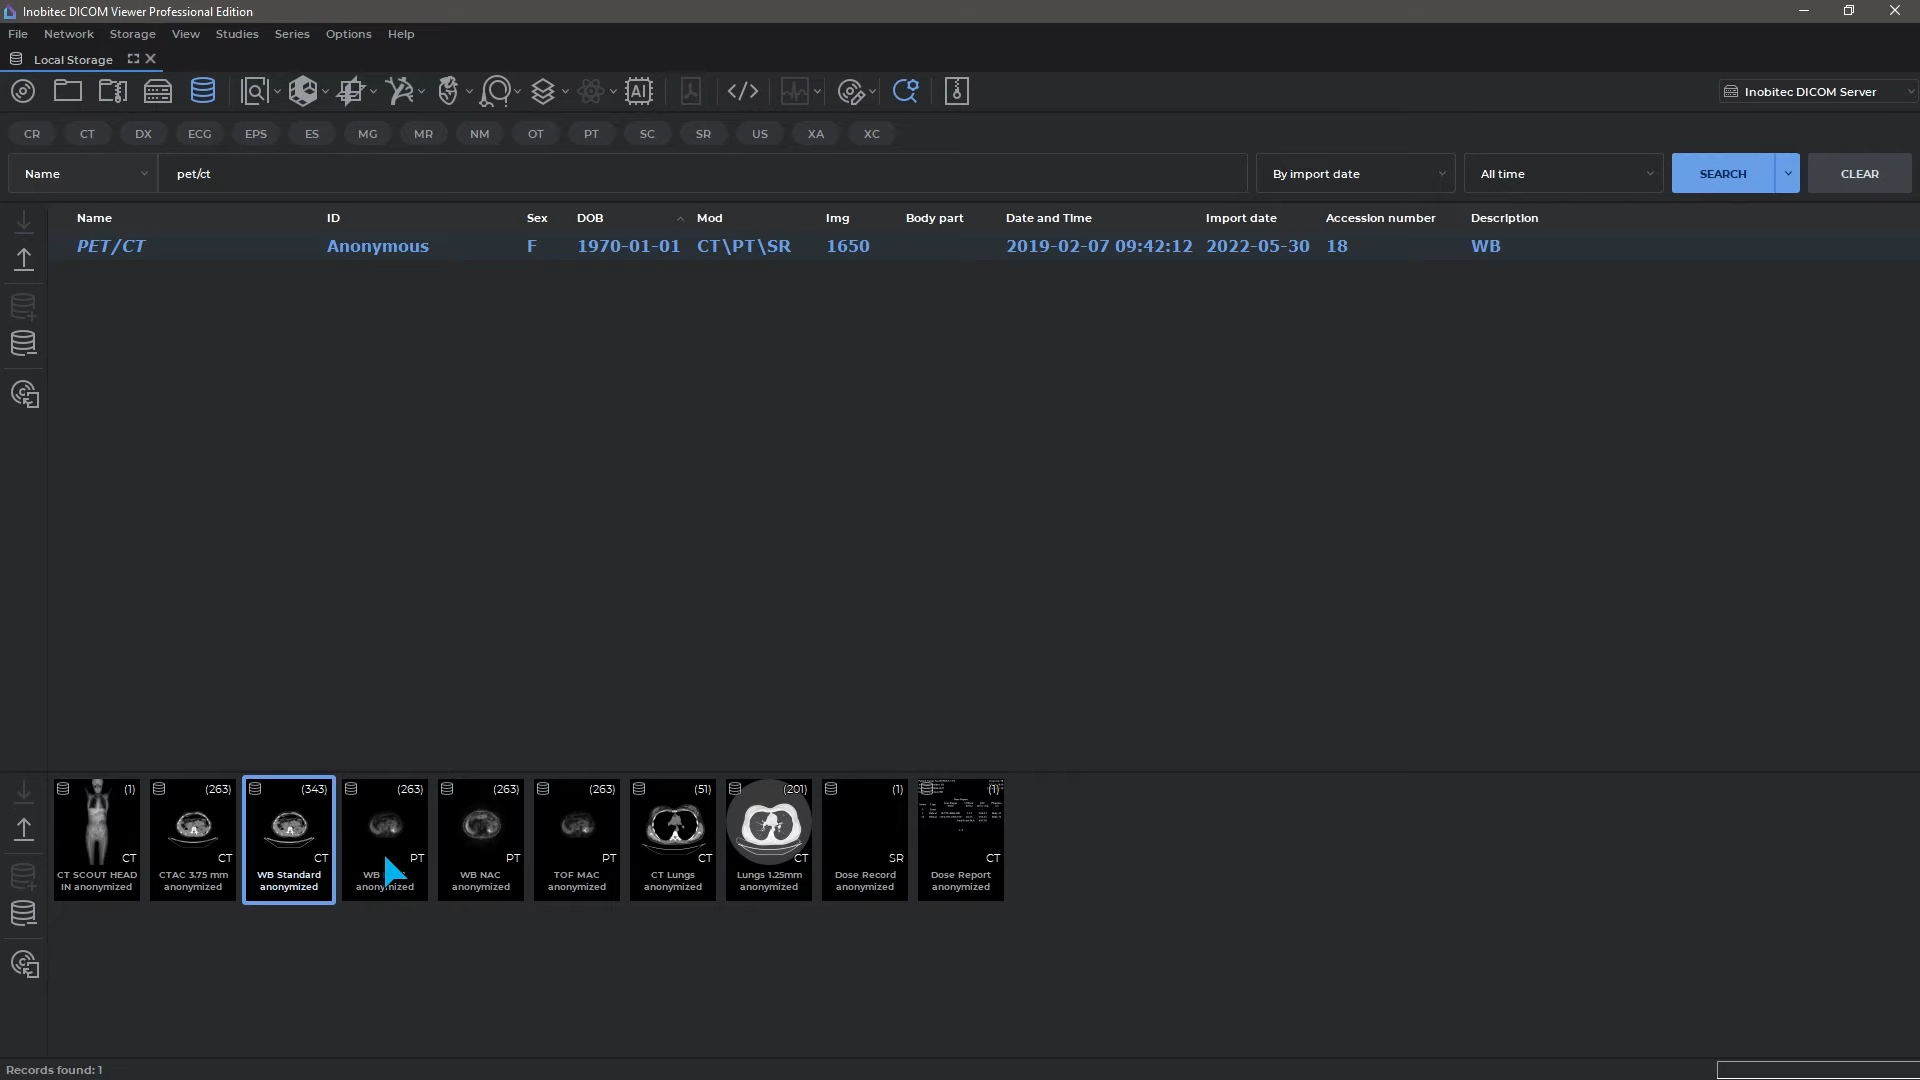 Inobitec DICOM Viewer Professional Edition
File Network Storage View Studies Series Options Help
Local Storage
AI
Inobitec DICOM Server
CR CT DX ECG EPS ES MG MR NM OT PT SC SR US XA XC
Name pet/ct By import date All time SEARCH CLEAR
Name ID Sex DOB Mod Img Body part Date and Time Import date Accession number Description
PET/CT Anonymous F 1970-01-01 CT\PT\SR 1650 2019-02-07 09:42:12 2022-05-30 18 WB
(1) (263) (343) (263) (263) (263) (51) (201) (1) (1)
CT CT CT PT PT PT CT CT SR CT
CT SCOUT HEAD CTAC 3.75 mm WB Standard WB WB NAC TOF MAC CT Lungs Lungs 1.25mm Dose Record Dose Report
IN anonymized anonymized anonymized anonymized anonymized anonymized anonymized anonymized anonymized anonymized
Records found: 1